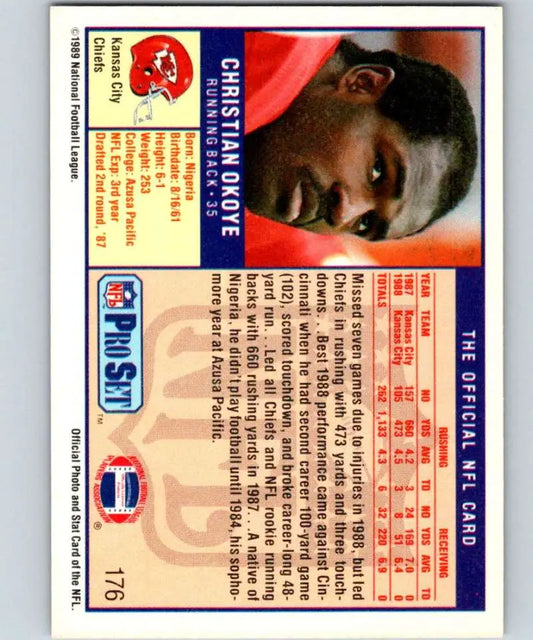 THE OFFICIAL NFL CARD
CHRISTIAN OKOYE
RUNNING BACK • 35
Kansas City
Chiefs
Born: Nigeria
Birthdate: 8/16/61
Height: 6-1
Weight: 253
College: Azusa Pacific
NFL Exp: 3rd year
Drafted 2nd round, '87
RUSHING RECEIVING
YEAR TEAM NO YDS AVG TD NO YDS AVG TD
1987 Kansas City 157 660 4.2 3 24 169 7.0 0
1988 Kansas City 105 473 4.5 3 8 51 6.4 0
TOTALS 262 1,133 4.3 6 32 220 6.9 0
Missed seven games due to injuries in 1988, but led
Chiefs in rushing with 473 yards and three touch-
downs. . .Best 1988 performance came against Cin-
cinnati when he had second career 100-yard game
(102), scored touchdown, and broke career-long 48-
yard run. . .Led all Chiefs and NFL rookie running
backs with 660 rushing yards in 1987. . .A native of
Nigeria, he didn't play football until 1984, his sopho-
more year at Azusa Pacific.
NFL PRO SET ™
®
176
© 1989 National Football League.
Official Photo and Stat Card of the NFL.
NFL